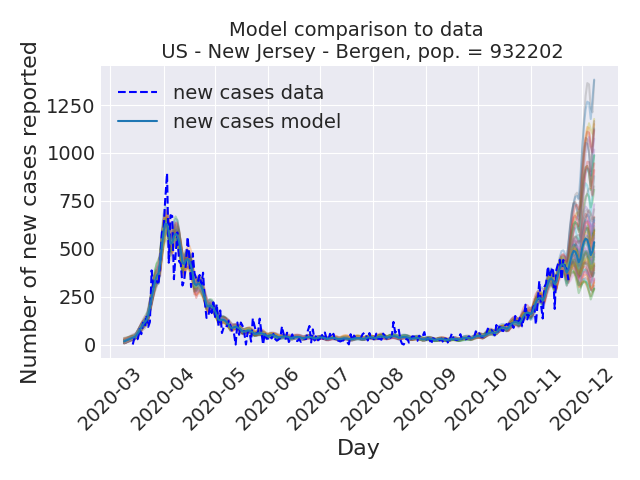 Model comparison to data
US - New Jersey - Bergen, pop. = 932202
Number of new cases reported
new cases data
new cases model
1250
1000
750
500
250
0
2020-03
2020-04
2020-05
2020-06
2020-07
2020-08
2020-09
2020-10
2020-11
2020-12
Day